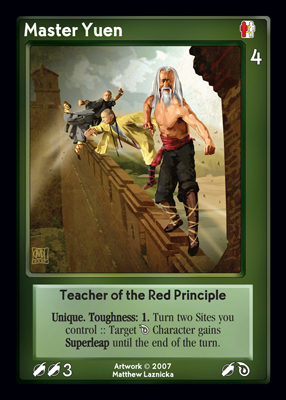 Master Yuen
4
Teacher of the Red Principle
Unique. Toughness: 1. Turn two Sites you
control :: Target Character gains
Superleap until the end of the turn.
3
Artwork © 2007
Matthew Laznicka